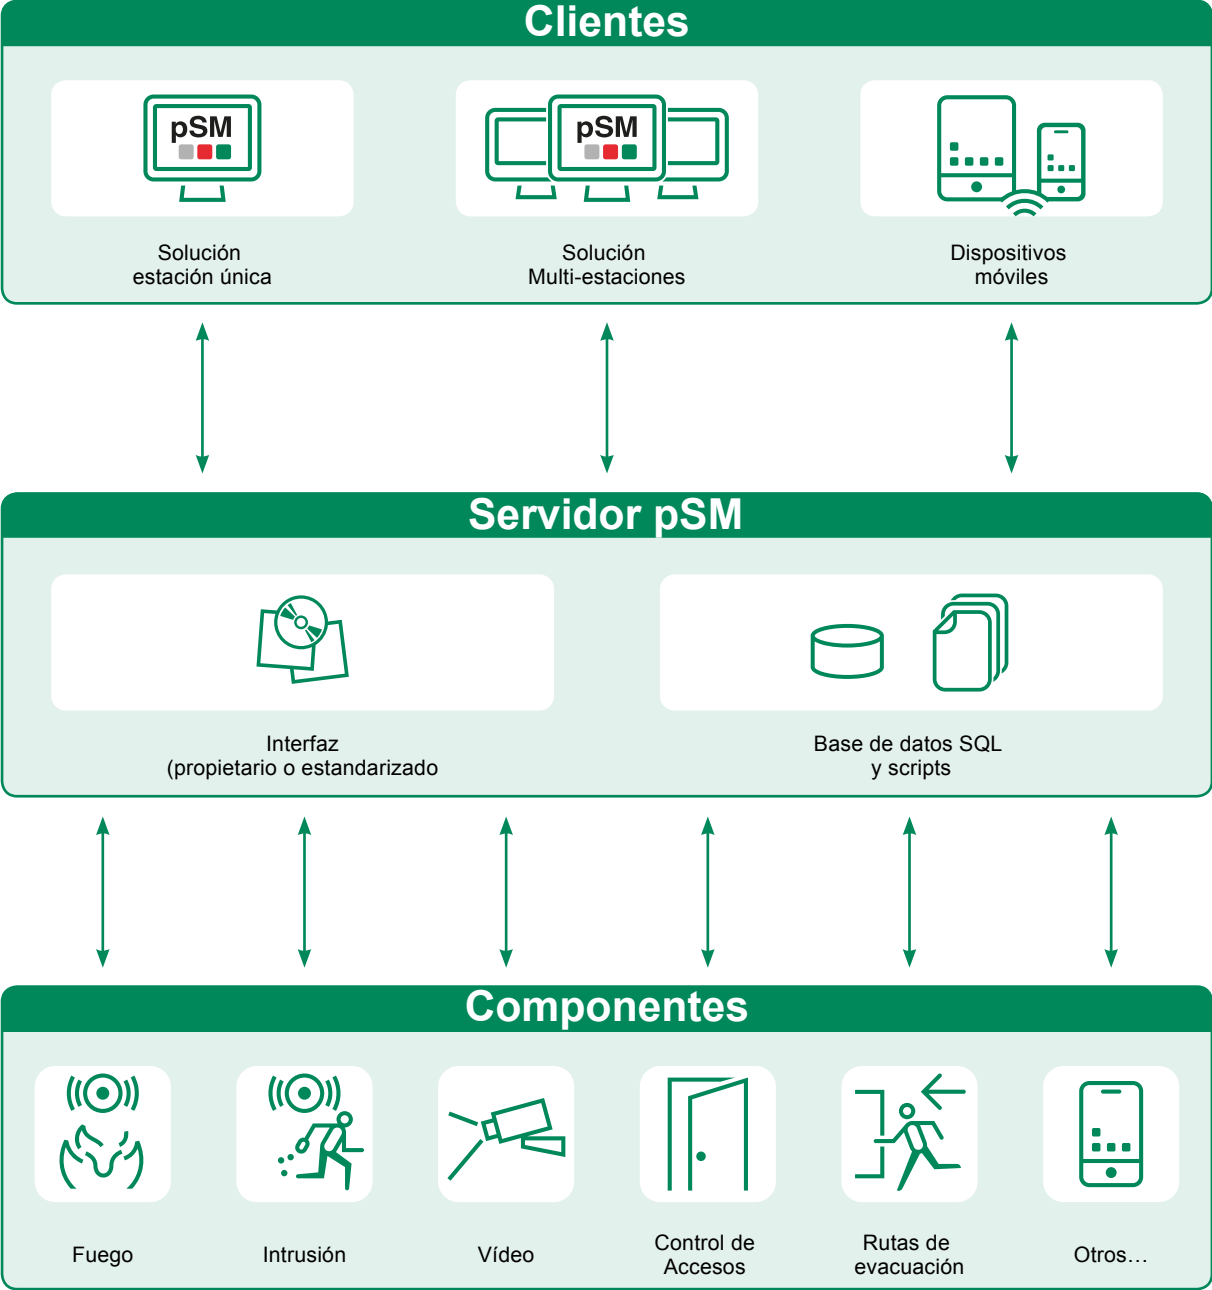 Clientes
pSM
pSM
Solución
estación única
Solución
Multi-estaciones
Dispositivos
móviles
Servidor pSM
Interfaz
(propietario o estandarizado
Base de datos SQL
y scripts
Componentes
Fuego
Intrusión
Vídeo
Control de
Accesos
Rutas de
evacuación
Otros…